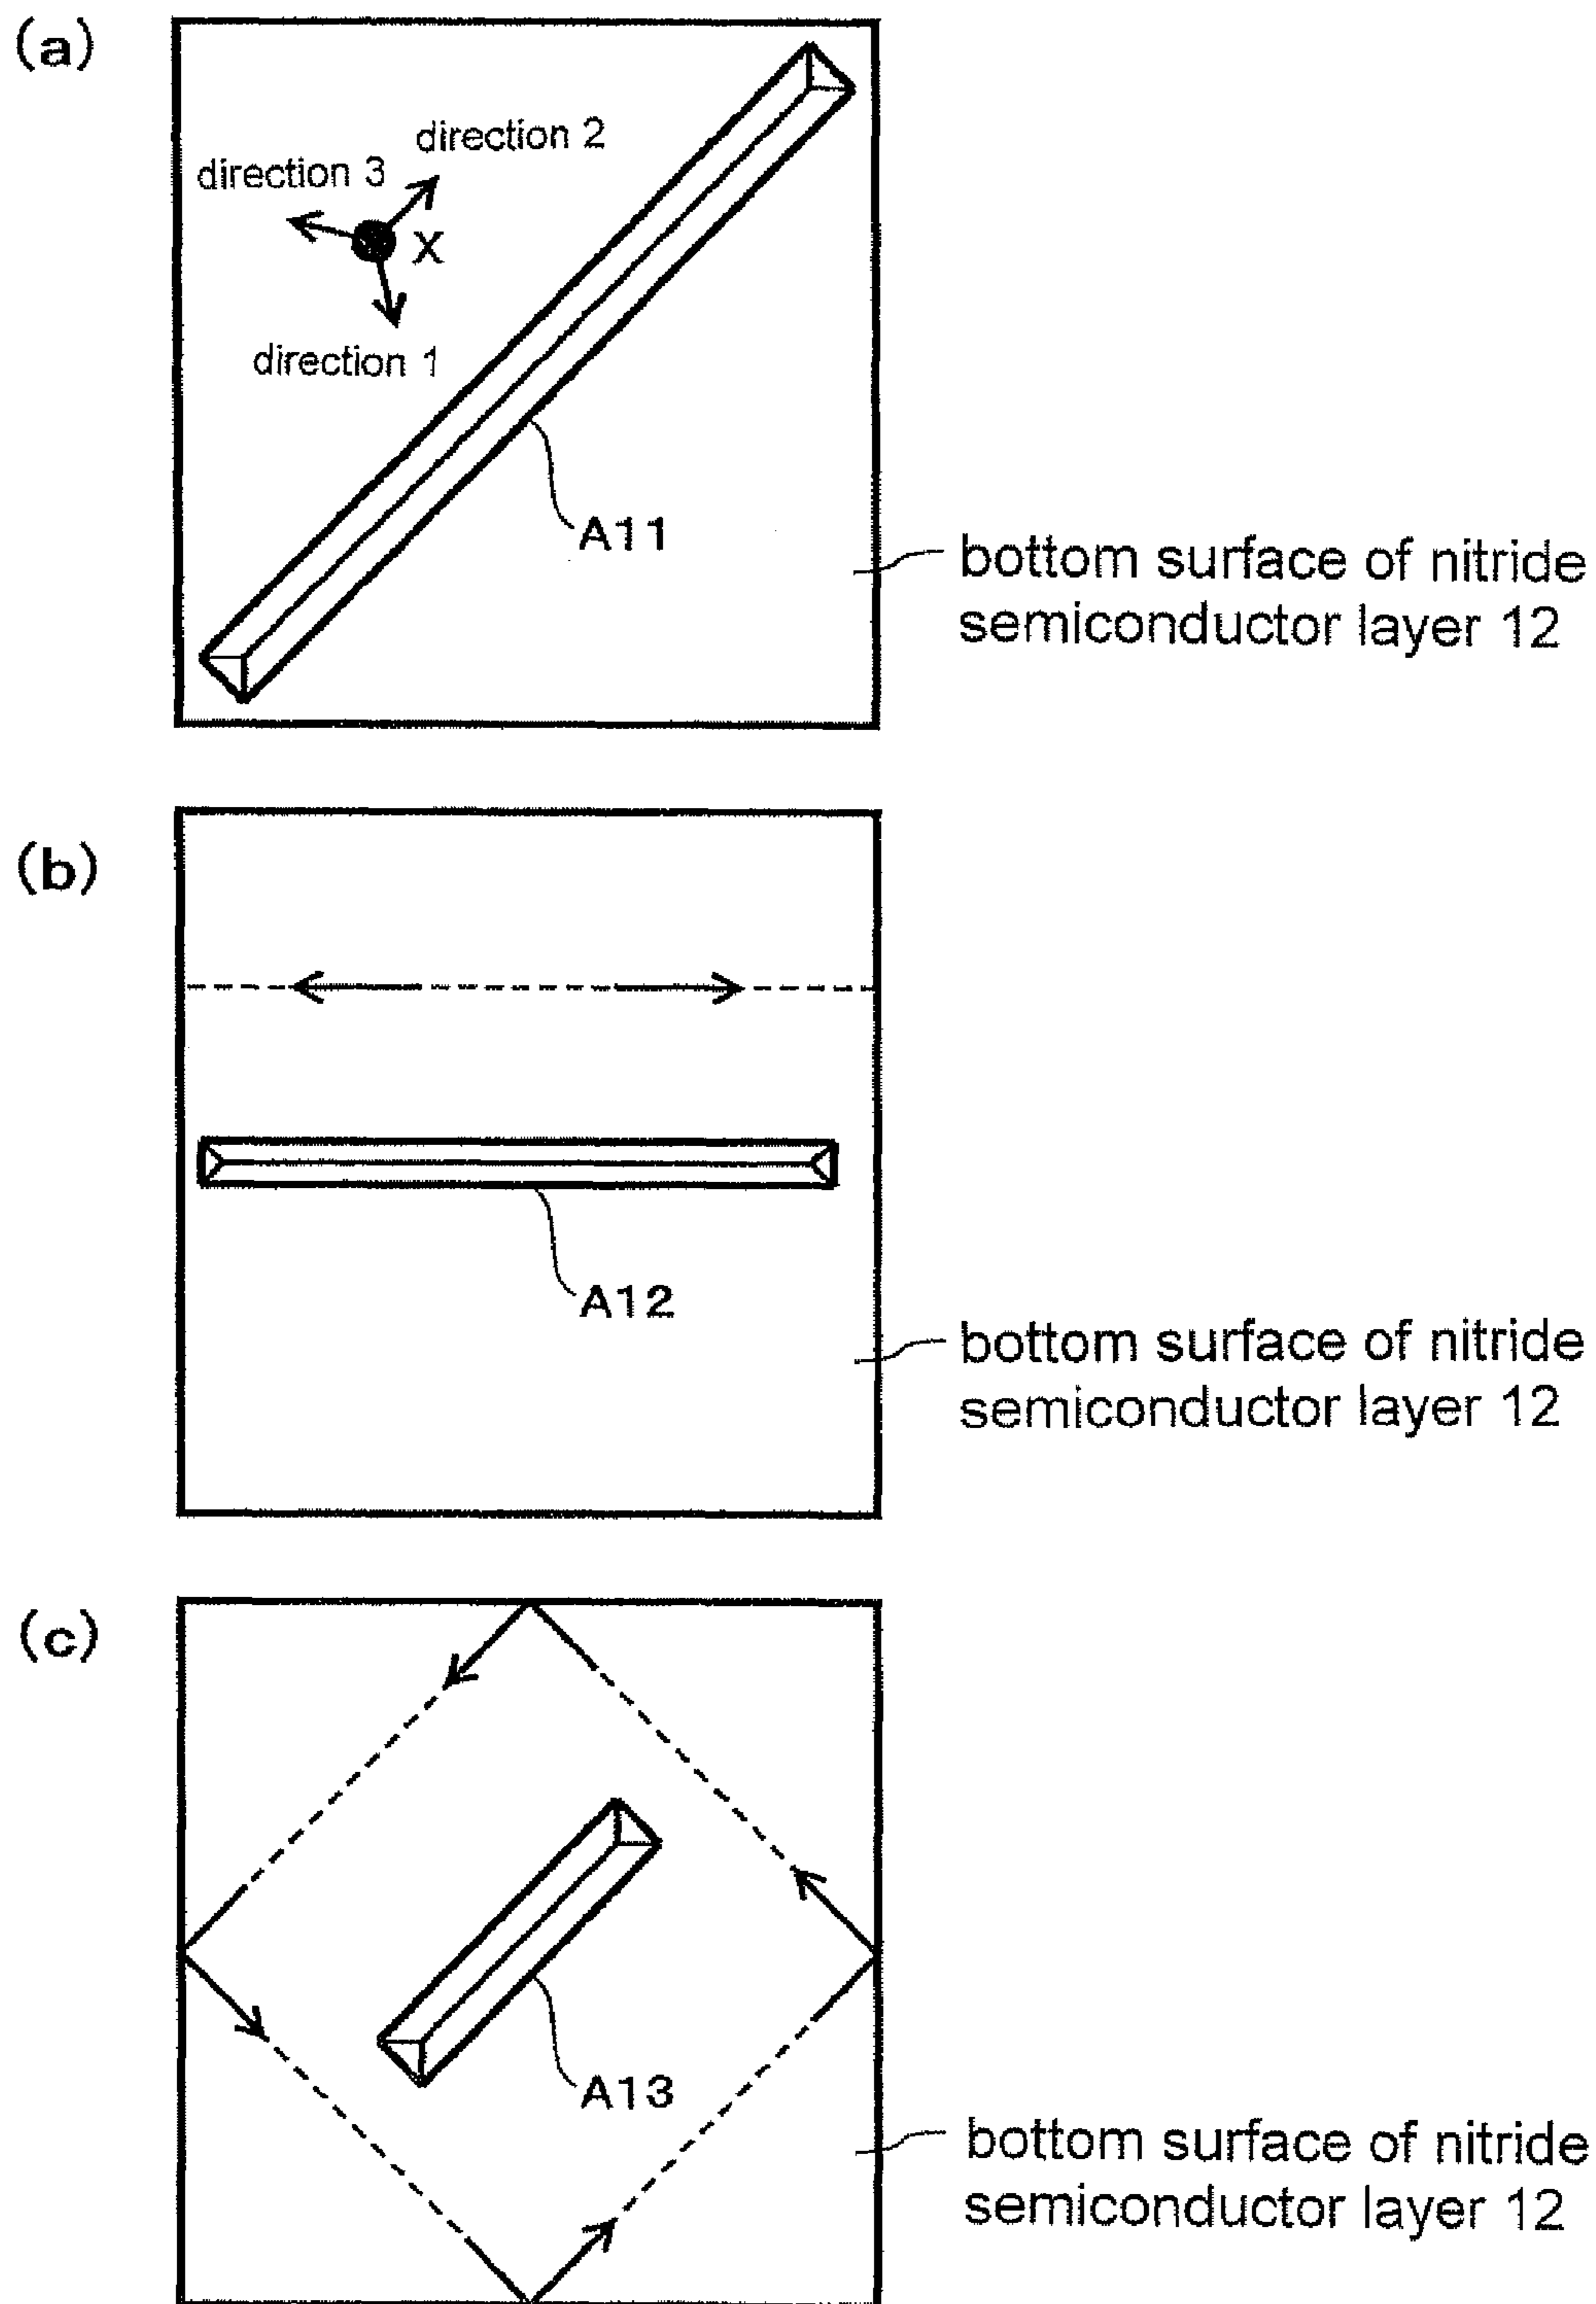 (a)
direction 2
direction 3
X
direction 1
A11
bottom surface of nitride
semiconductor layer 12
(b)
A12
bottom surface of nitride
semiconductor layer 12
(c)
A13
bottom surface of nitride
semiconductor layer 12